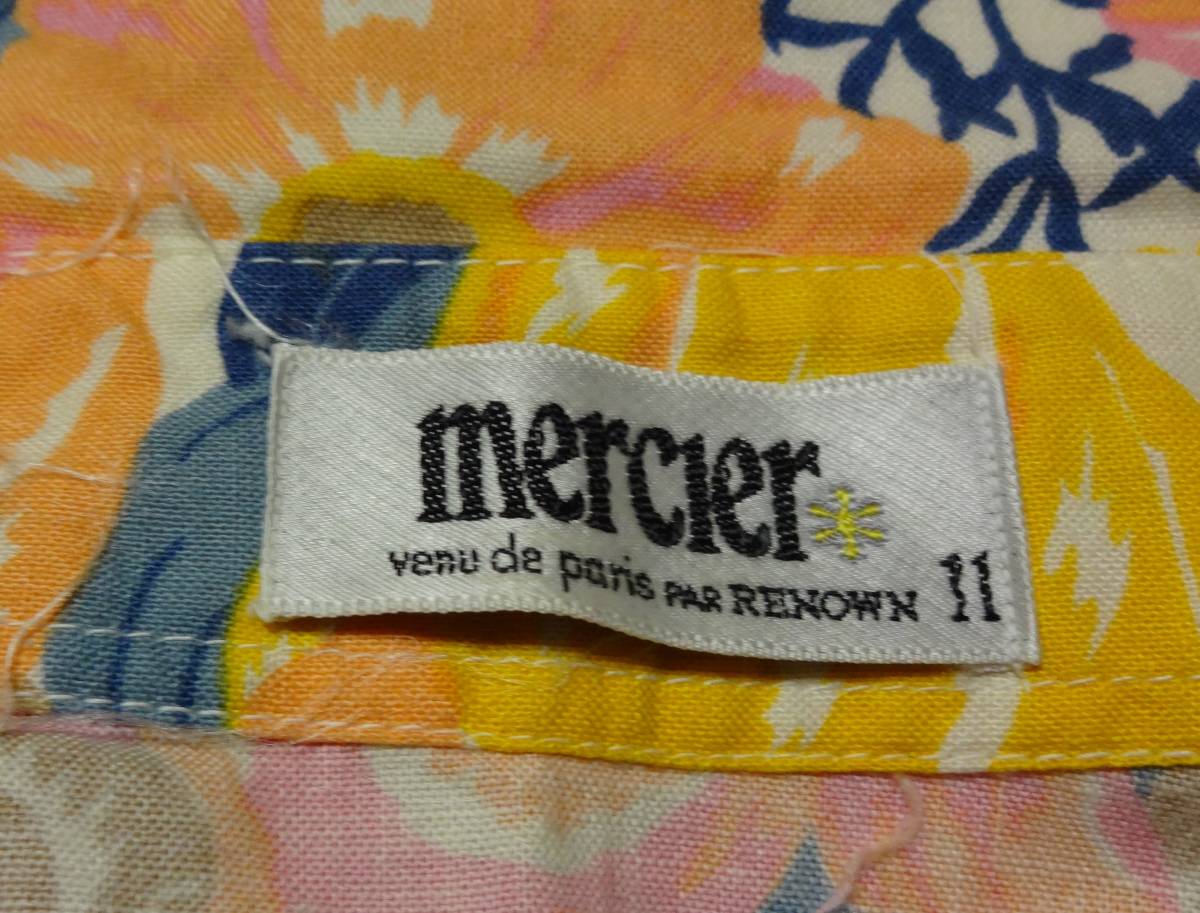 mercier
venu de paris PAR RENOWN 11